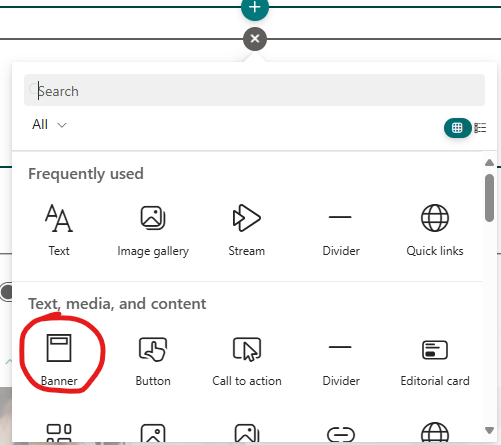 Search
All
Frequently used
Text Image gallery Stream Divider Quick links
Text, media, and content
Banner Button Call to action Divider Editorial card